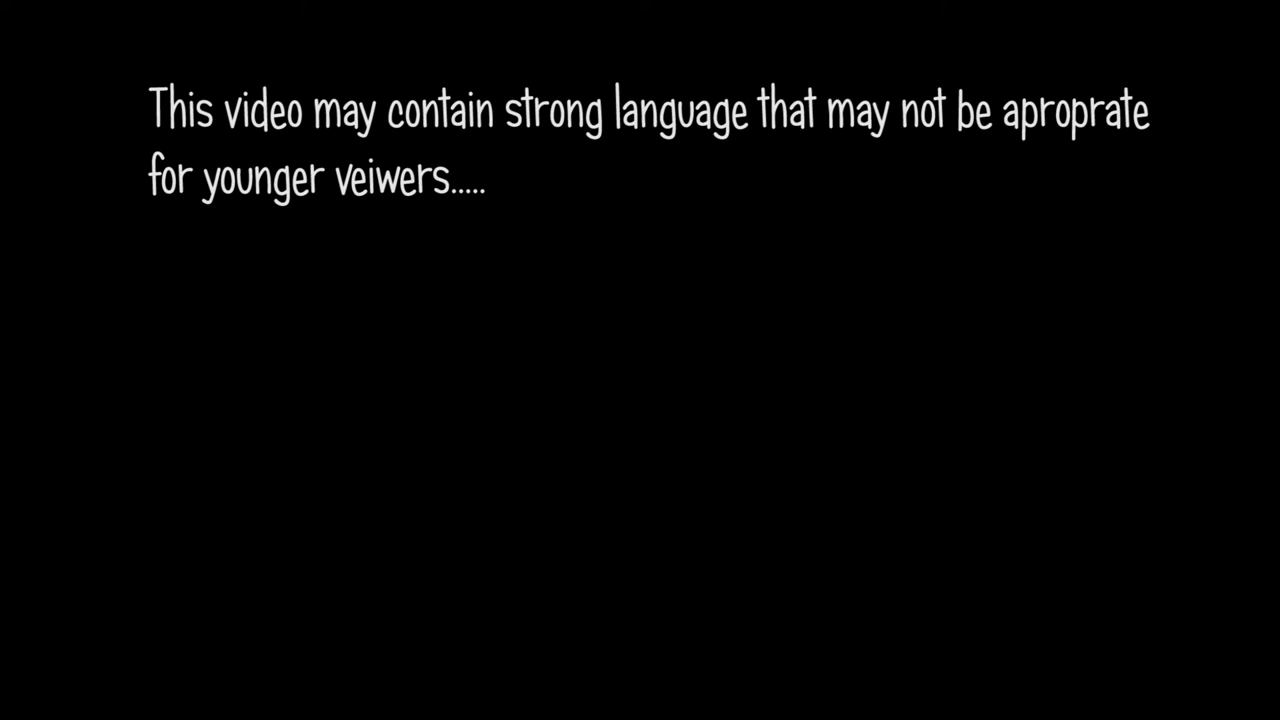 This video may contain strong language that may not be aproprate
for younger veiwers.....